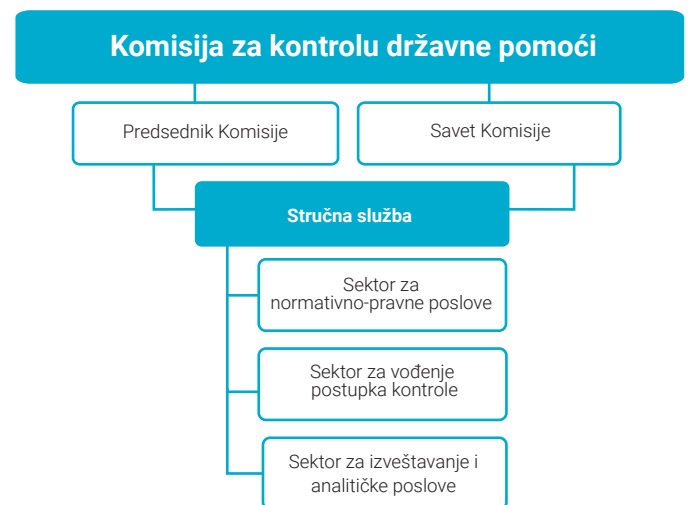 Komisija za kontrolu državne pomoći
Predsednik Komisije
Savet Komisije
Stručna služba
Sektor za
normativno-pravne poslove
Sektor za vođenje
postupka kontrole
Sektor za izveštavanje i
analitičke poslove